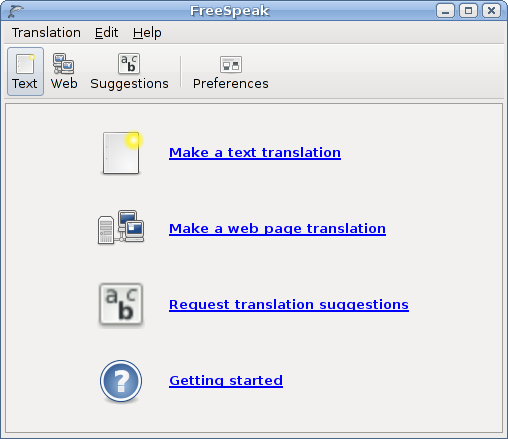 FreeSpeak
Translation Edit Help
Text Web Suggestions Preferences
Make a text translation
Make a web page translation
Request translation suggestions
Getting started